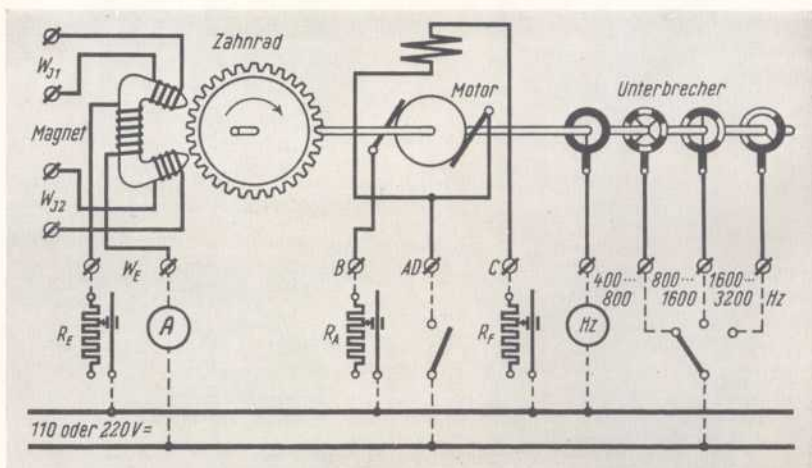 Zahnrad
W_J1
Motor
Unterbrecher
Magnet
W_J2
W_E
B
AD
C
400···800
800···1600
1600···3200
Hz
R_E
A
R_A
R_F
Hz
110 oder 220 V =